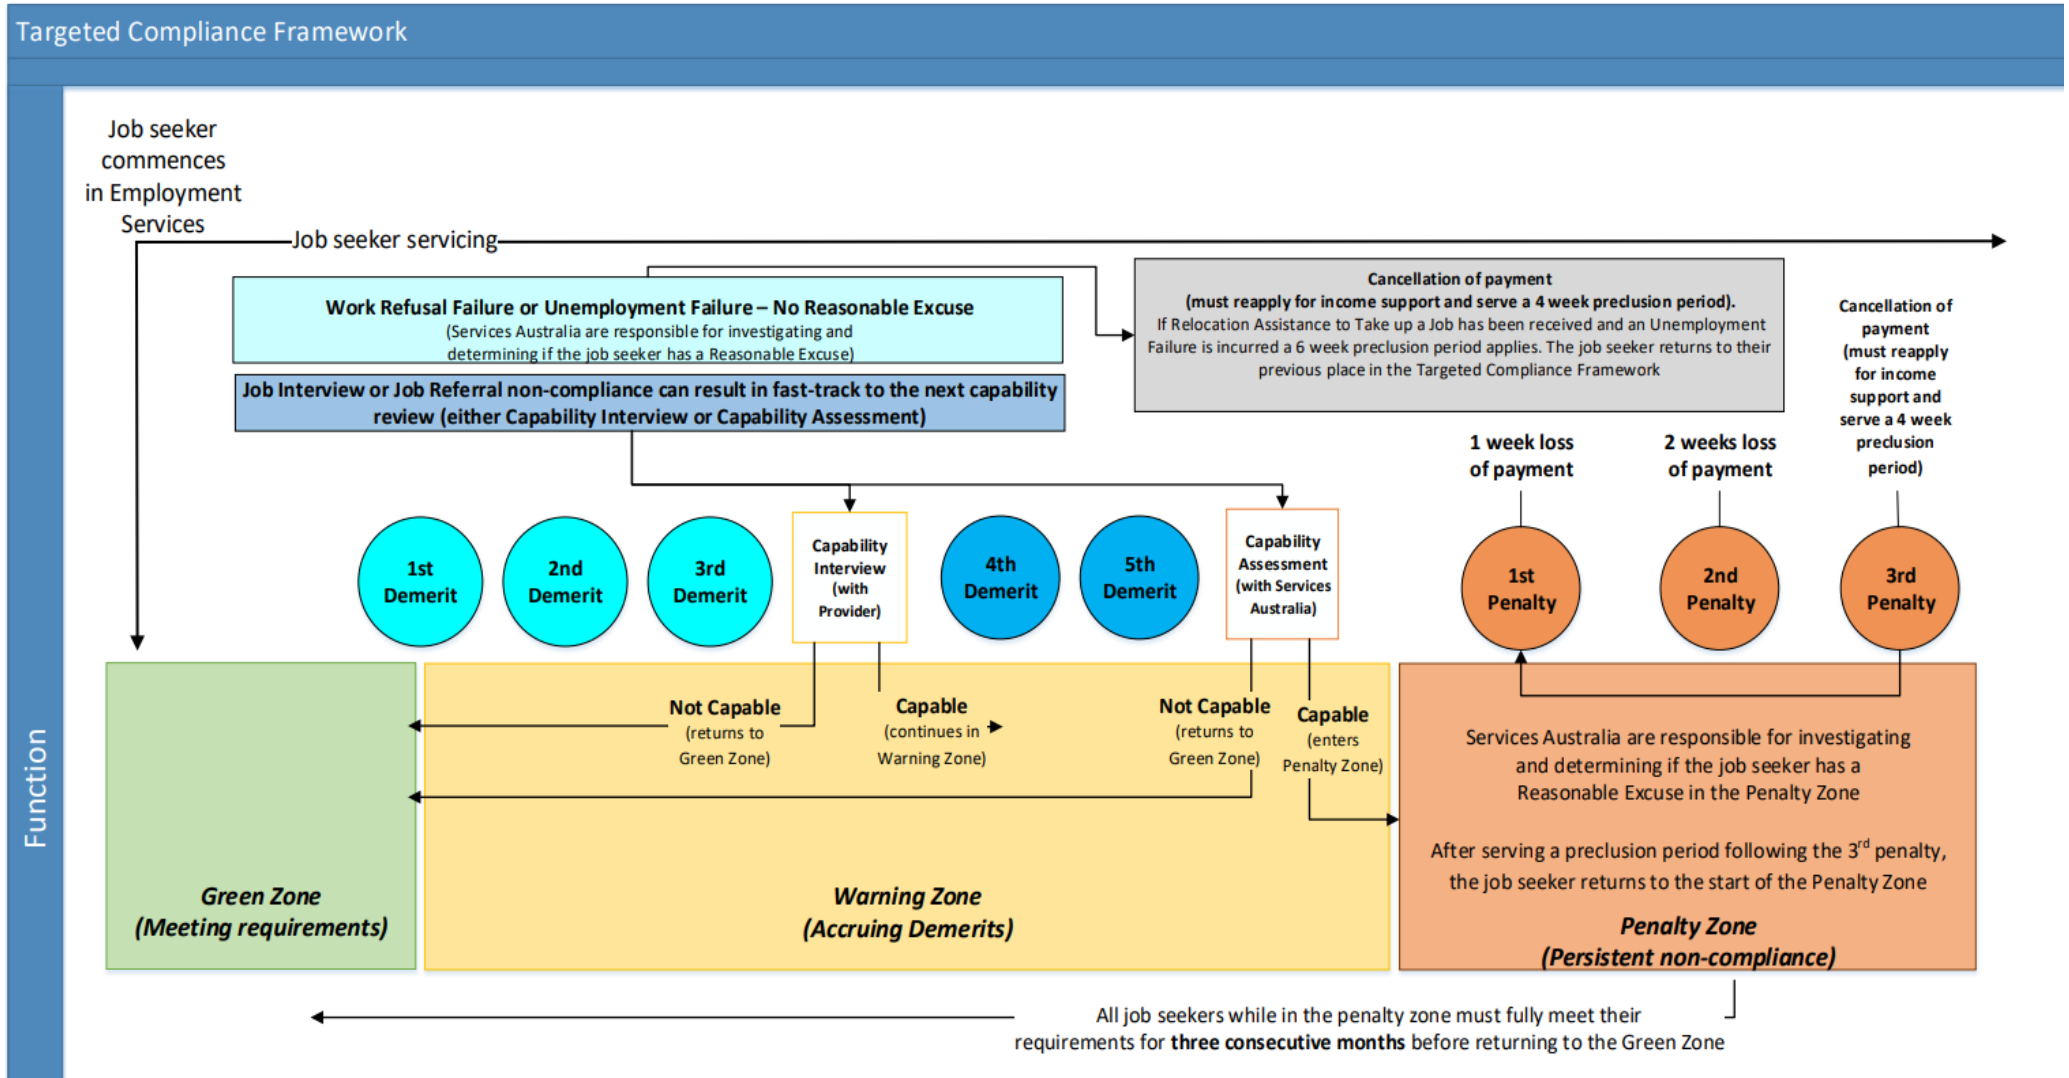 Targeted Compliance Framework
Function
Job seeker
commences
in Employment
Services
Job seeker servicing
Work Refusal Failure or Unemployment Failure – No Reasonable Excuse
(Services Australia are responsible for investigating and
determining if the job seeker has a Reasonable Excuse)
Job Interview or Job Referral non-compliance can result in fast-track to the next capability
review (either Capability Interview or Capability Assessment)
Cancellation of payment
(must reapply for income support and serve a 4 week preclusion period).
If Relocation Assistance to Take up a Job has been received and an Unemployment
Failure is incurred a 6 week preclusion period applies. The job seeker returns to their
previous place in the Targeted Compliance Framework
1 week loss
of payment
2 weeks loss
of payment
Cancellation of
payment
(must reapply
for income
support and
serve a 4 week
preclusion
period)
1st
Demerit
2nd
Demerit
3rd
Demerit
Capability
Interview
(with
Provider)
4th
Demerit
5th
Demerit
Capability
Assessment
(with Services
Australia)
1st
Penalty
2nd
Penalty
3rd
Penalty
Not Capable
(returns to
Green Zone)
Capable
(continues in
Warning Zone)
Not Capable
(returns to
Green Zone)
Capable
(enters
Penalty Zone)
Services Australia are responsible for investigating
and determining if the job seeker has a
Reasonable Excuse in the Penalty Zone
After serving a preclusion period following the 3rd penalty,
the job seeker returns to the start of the Penalty Zone
Green Zone
(Meeting requirements)
Warning Zone
(Accruing Demerits)
Penalty Zone
(Persistent non-compliance)
All job seekers while in the penalty zone must fully meet their
requirements for three consecutive months before returning to the Green Zone